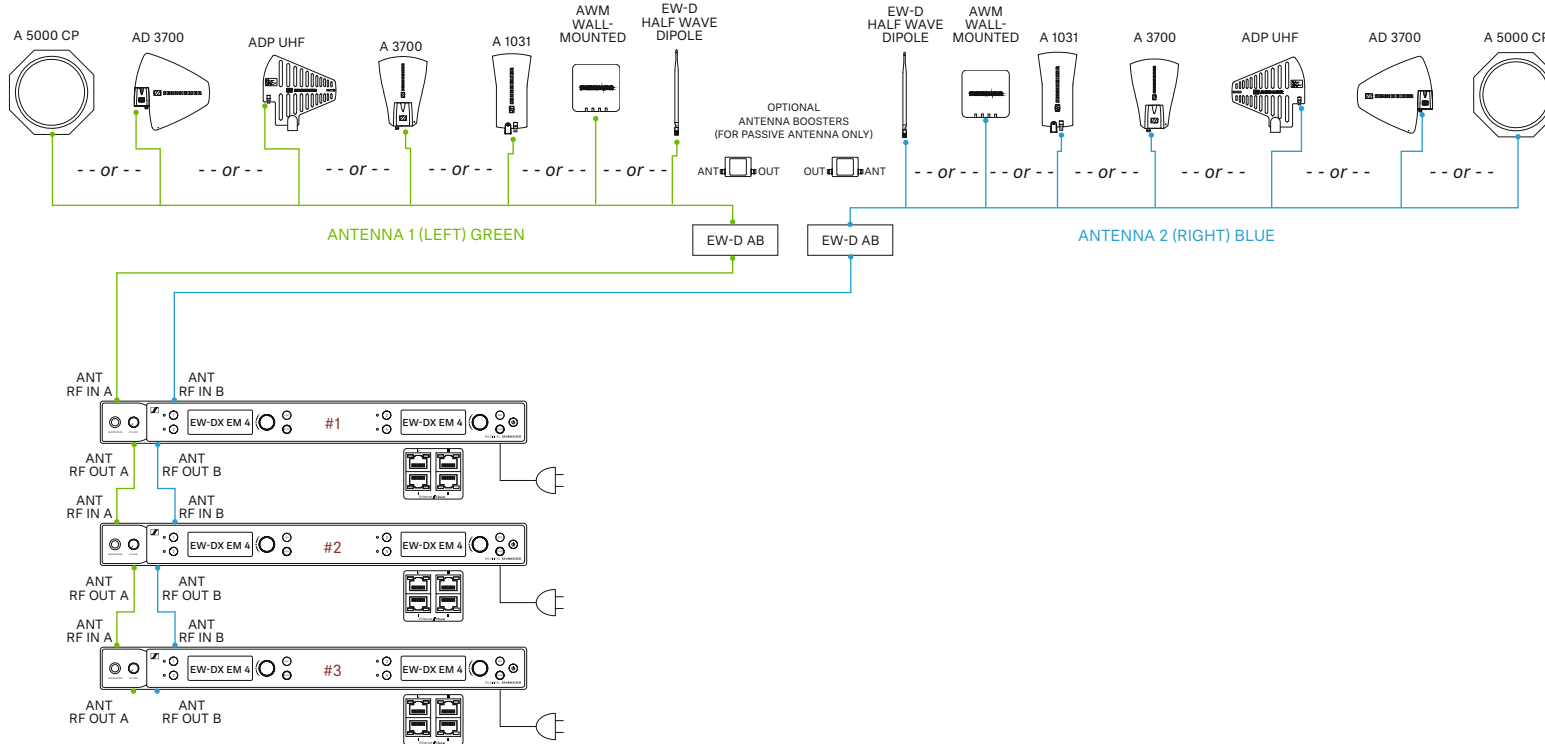 A 5000 CP
AD 3700
ADP UHF
A 3700
A 1031
AWM
WALL-
MOUNTED
EW-D
HALF WAVE
DIPOLE
EW-D
HALF WAVE
DIPOLE
AWM
WALL-
MOUNTED
A 1031
A 3700
ADP UHF
AD 3700
A 5000 CP
OPTIONAL
ANTENNA BOOSTERS
(FOR PASSIVE ANTENNA ONLY)
ANT OUT
OUT ANT
- - or - -
- - or - -
- - or - -
- - or - -
- - or - -
- - or - -
- - or - -
- - or - -
- - or - -
- - or - -
- - or - -
- - or - -
ANTENNA 1 (LEFT) GREEN
EW-D AB
EW-D AB
ANTENNA 2 (RIGHT) BLUE
ANT
RF IN A
ANT
RF IN B
EW-DX EM 4
#1
EW-DX EM 4
ANT
RF OUT A
ANT
RF OUT B
ANT
RF IN A
ANT
RF IN B
EW-DX EM 4
#2
EW-DX EM 4
ANT
RF OUT A
ANT
RF OUT B
ANT
RF IN A
ANT
RF IN B
EW-DX EM 4
#3
EW-DX EM 4
ANT
RF OUT A
ANT
RF OUT B